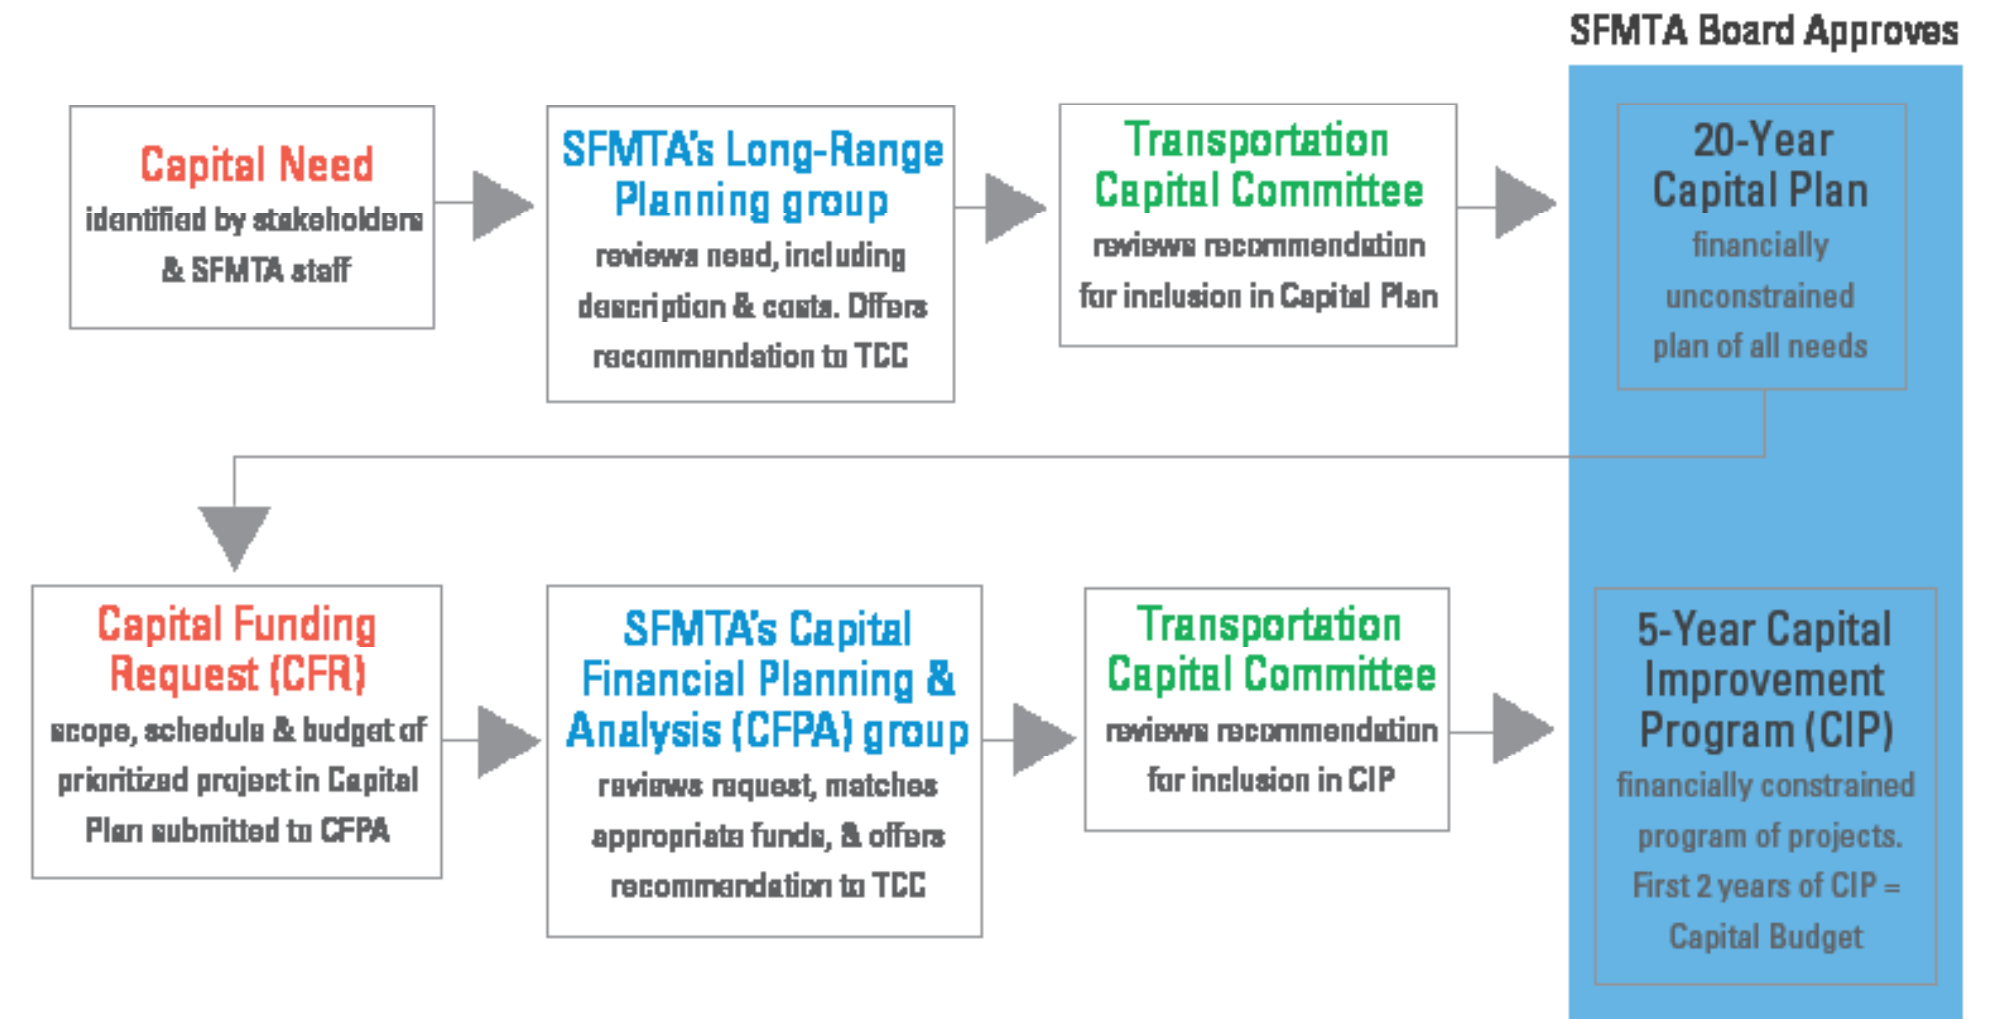 SFMTA Board Approves
Capital Need
identified by stakeholders
& SFMTA staff
SFMTA's Long-Range
Planning group
reviews need, including
description & costs. Offers
recommendation to TCC
Transportation
Capital Committee
reviews recommendation
for inclusion in Capital Plan
20-Year
Capital Plan
financially
unconstrained
plan of all needs
Capital Funding
Request (CFR)
scope, schedule & budget of
prioritized project in Capital
Plan submitted to CFPA
SFMTA's Capital
Financial Planning &
Analysis (CFPA) group
reviews request, matches
appropriate funds, & offers
recommendation to TCC
Transportation
Capital Committee
reviews recommendation
for inclusion in CIP
5-Year Capital
Improvement
Program (CIP)
financially constrained
program of projects.
First 2 years of CIP =
Capital Budget